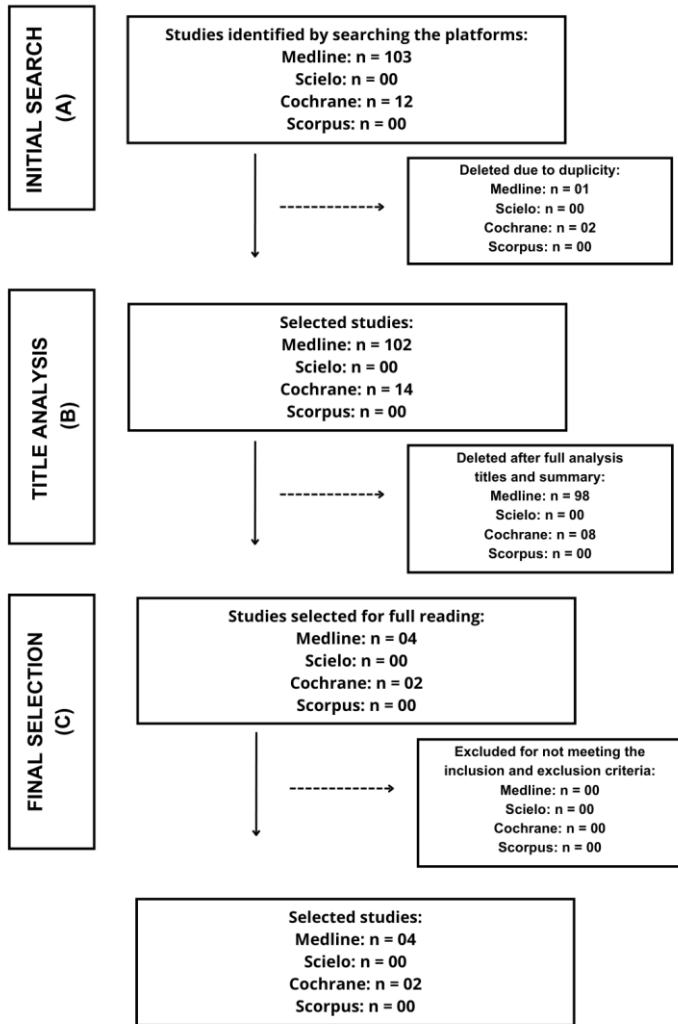 INITIAL SEARCH
(A)
Studies identified by searching the platforms:
Medline: n = 103
Scielo: n = 00
Cochrane: n = 12
Scorpus: n = 00
Deleted due to duplicity:
Medline: n = 01
Scielo: n = 00
Cochrane: n = 02
Scorpus: n = 00
TITLE ANALYSIS
(B)
Selected studies:
Medline: n = 102
Scielo: n = 00
Cochrane: n = 14
Scorpus: n = 00
Deleted after full analysis
titles and summary:
Medline: n = 98
Scielo: n = 00
Cochrane: n = 08
Scorpus: n = 00
FINAL SELECTION
(C)
Studies selected for full reading:
Medline: n = 04
Scielo: n = 00
Cochrane: n = 02
Scorpus: n = 00
Excluded for not meeting the
inclusion and exclusion criteria:
Medline: n = 00
Scielo: n = 00
Cochrane: n = 00
Scorpus: n = 00
Selected studies:
Medline: n = 04
Scielo: n = 00
Cochrane: n = 02
Scorpus: n = 00